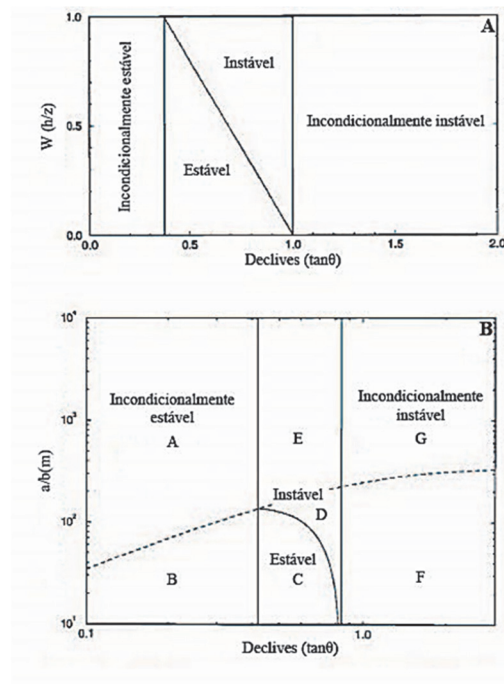 A
1.0
0.5
0.0
W (h/z)
Incondicionalmente estável
Instável
Estável
Incondicionalmente instável
0.0
0.5
1.0
1.5
2.0
Declives (tanθ)
B
10⁴
10³
10²
10¹
a/b(m)
Incondicionalmente
estável
A
E
Incondicionalmente
instável
G
Instável
D
Estável
C
B
F
0.1
1.0
Declives (tanθ)